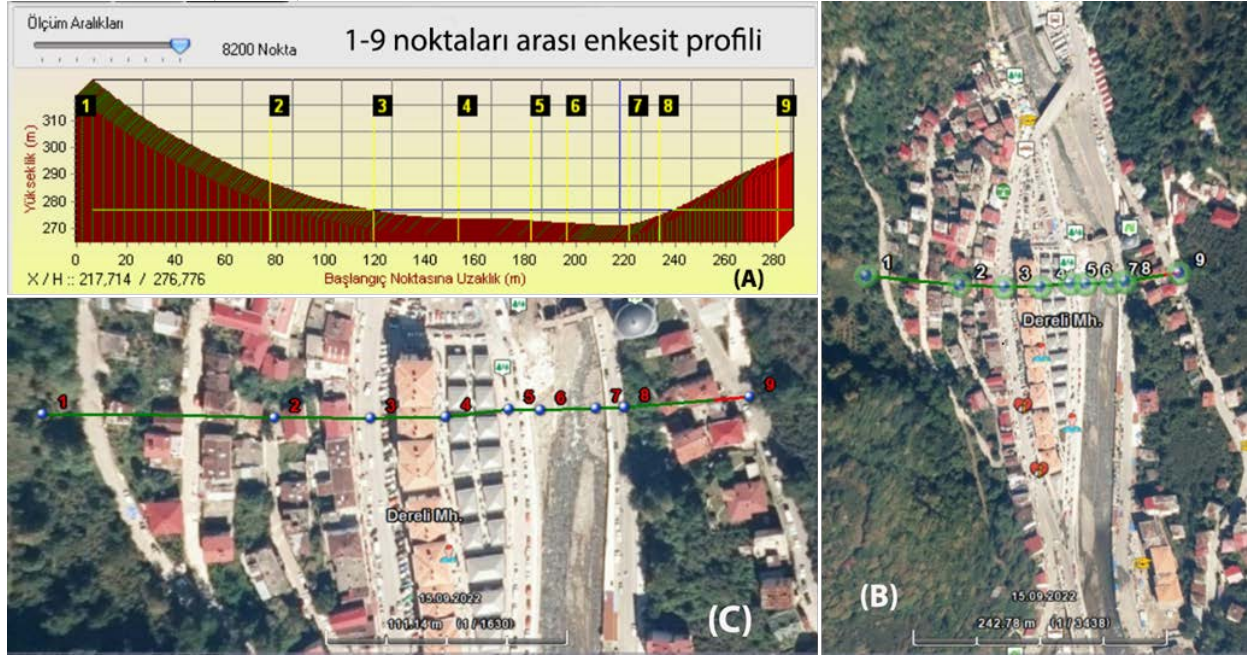 Ölçüm Aralıkları
8200 Nokta
1-9 noktaları arası enkesit profili
1 2 3 4 5 6 7 8 9
Yükseklik (m)
310
300
290
280
270
0 20 40 60 80 100 120 140 160 180 200 220 240 260 280
X / H :: 217,714 / 276,776
Başlangıç Noktasına Uzaklık (m)
(A)
1 2 3 4 5 6 7 8 9
Dereli Mh.
15.09.2022
111.14 m (1 / 1630)
(C)
1 2 3 4 5 6 7 8 9
Dereli Mh.
15.09.2022
242.78 m (1 / 3438)
(B)